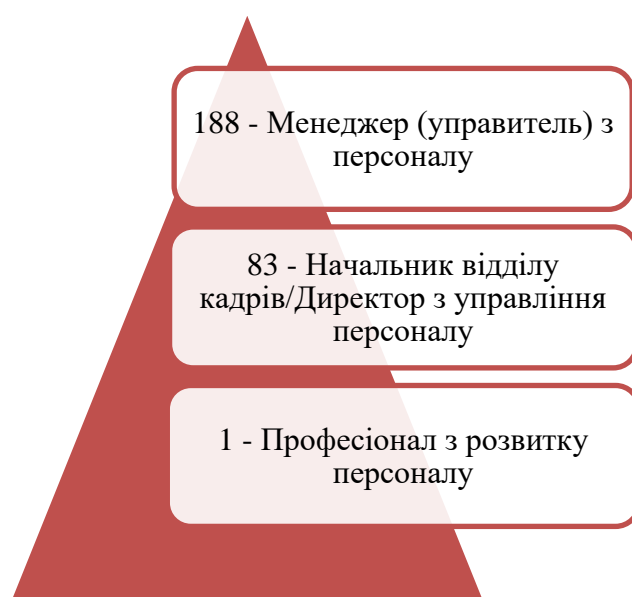 188 - Менеджер (управитель) з
персоналу
83 - Начальник відділу
кадрів/Директор з управління
персоналу
1 - Професіонал з розвитку
персоналу